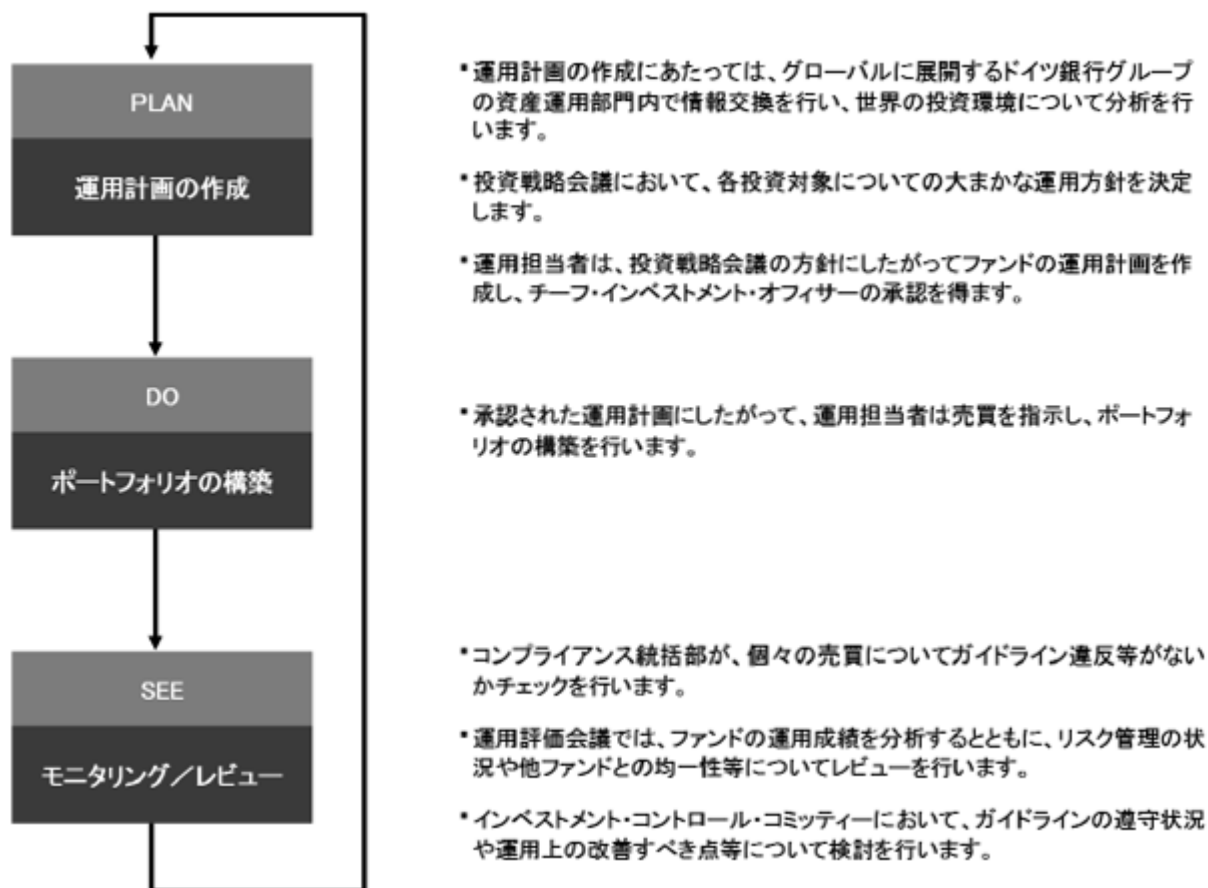 PLAN
運用計画の作成
・運用計画の作成にあたっては、グローバルに展開するドイツ銀行グループ
の資産運用部門内で情報交換を行い、世界の投資環境について分析を行
います。
・投資戦略会議において、各投資対象についての大まかな運用方針を決定
します。
・運用担当者は、投資戦略会議の方針にしたがってファンドの運用計画を作
成し、チーフ・インベストメント・オフィサーの承認を得ます。
DO
ポートフォリオの構築
・承認された運用計画にしたがって、運用担当者は売買を指示し、ポートフォ
リオの構築を行います。
SEE
モニタリング／レビュー
・コンプライアンス統括部が、個々の売買についてガイドライン違反等がない
かチェックを行います。
・運用評価会議では、ファンドの運用成績を分析するとともに、リスク管理の状
況や他ファンドとの均一性等についてレビューを行います。
・インベストメント・コントロール・コミッティーにおいて、ガイドラインの遵守状況
や運用上の改善すべき点等について検討を行います。